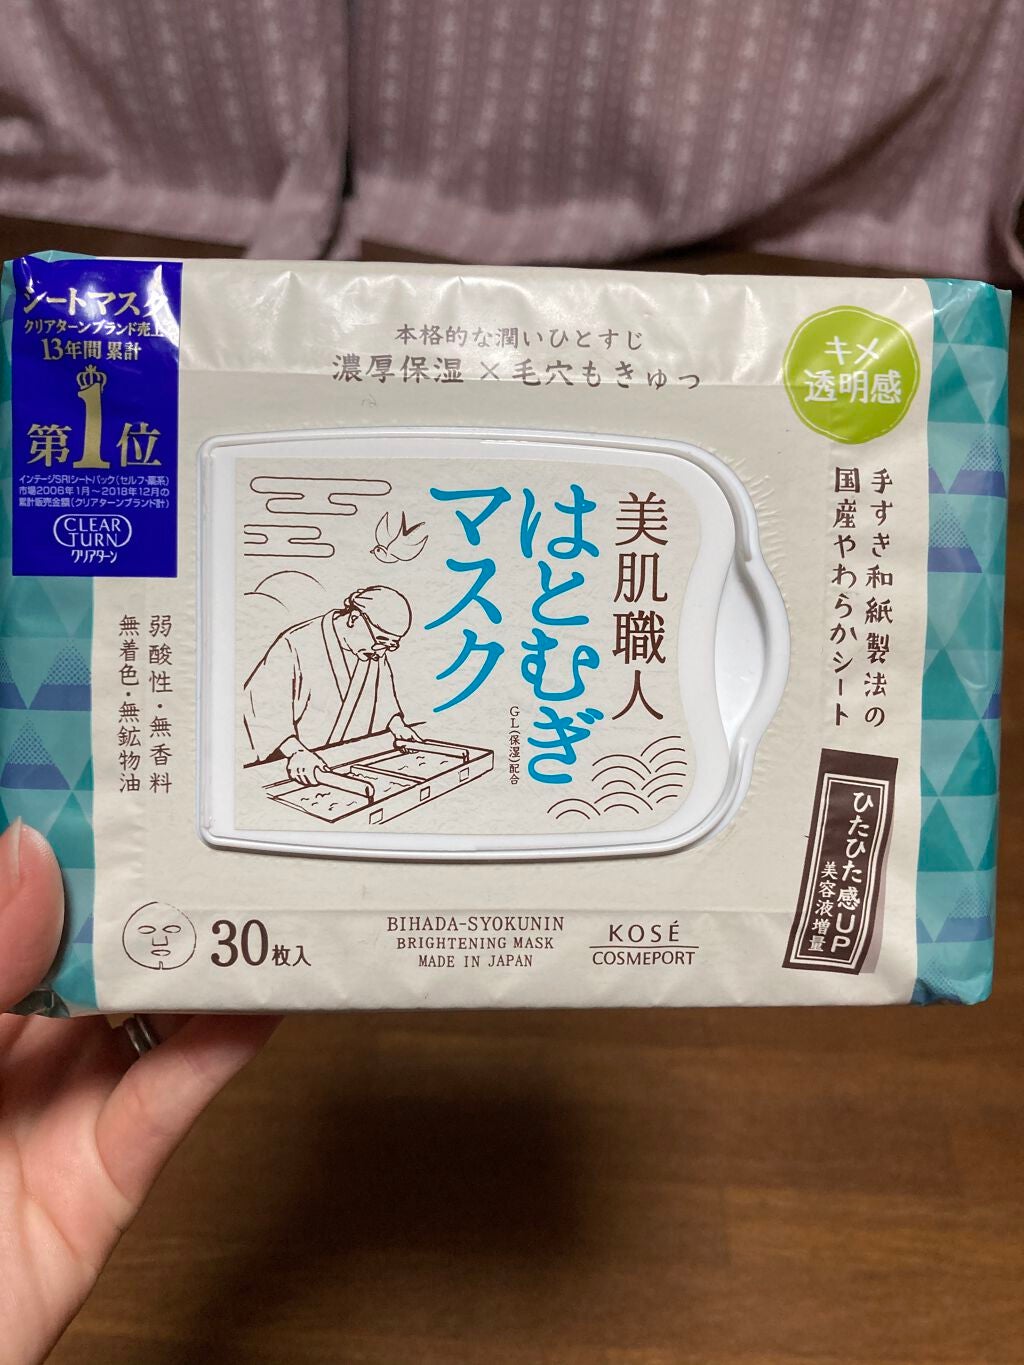 シートマスク
クリアターンブランド売上
13年間 累計
第1位
インテージSRIシートパック(セルフ・薬系)
市場2006年1月〜2018年12月の
累計販売金額(クリアターンブランド計)
CLEAR
TURN
クリアターン
本格的な潤いひとすじ
濃厚保湿×毛穴もきゅっ
キメ
透明感
手すき和紙製法の
国産やわらかシート
美肌職人
はとむぎ
マスク
GL(保湿)配合
弱酸性・無香料
無着色・無鉱物油
ひたひた感UP
美容液増量
30枚入
BIHADA-SYOKUNIN
BRIGHTENING MASK
MADE IN JAPAN
KOSÉ
COSMEPORT